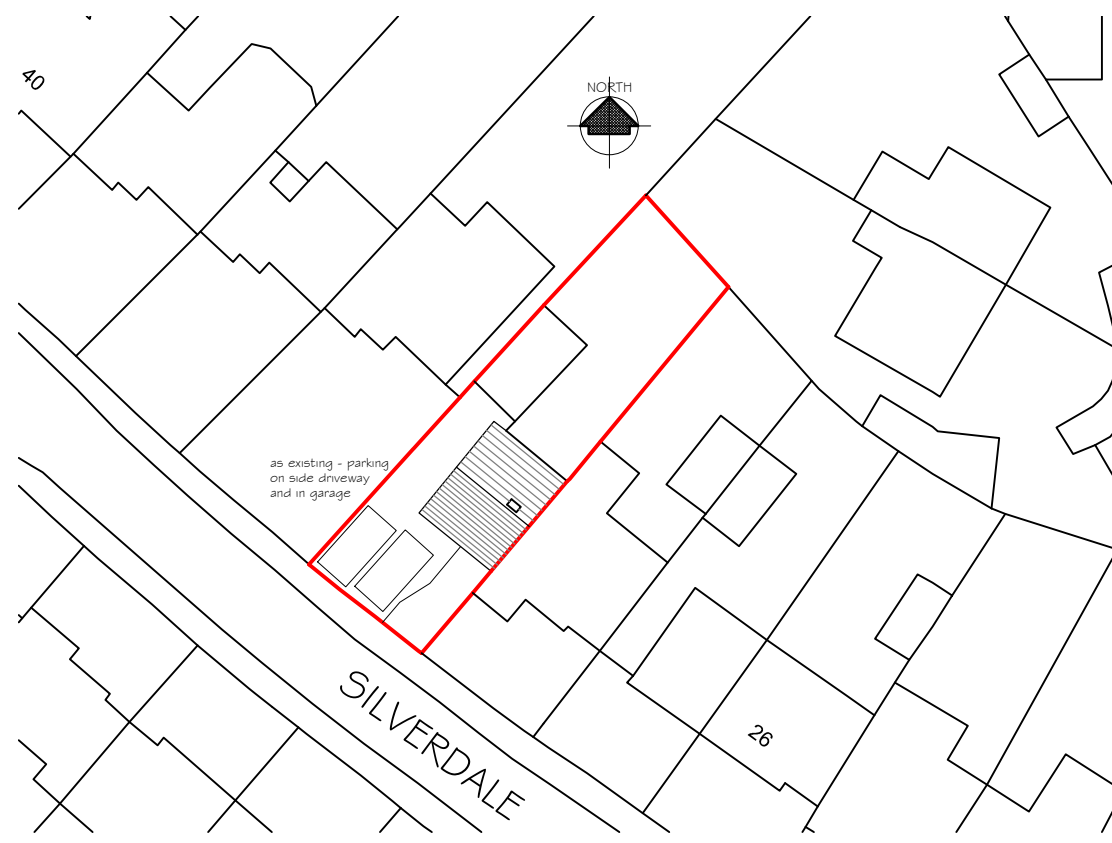 40
NORTH
as existing - parking
on side driveway
and in garage
SILVERDALE
26